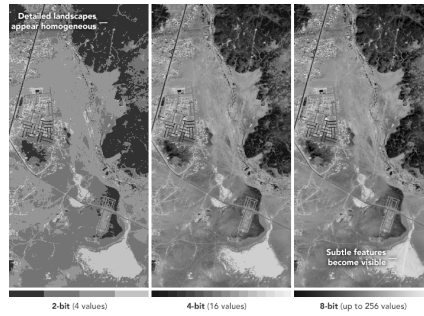 Detailed landscapes
appear homogeneous
Subtle features
become visible
2-bit (4 values)
4-bit (16 values)
8-bit (up to 256 values)